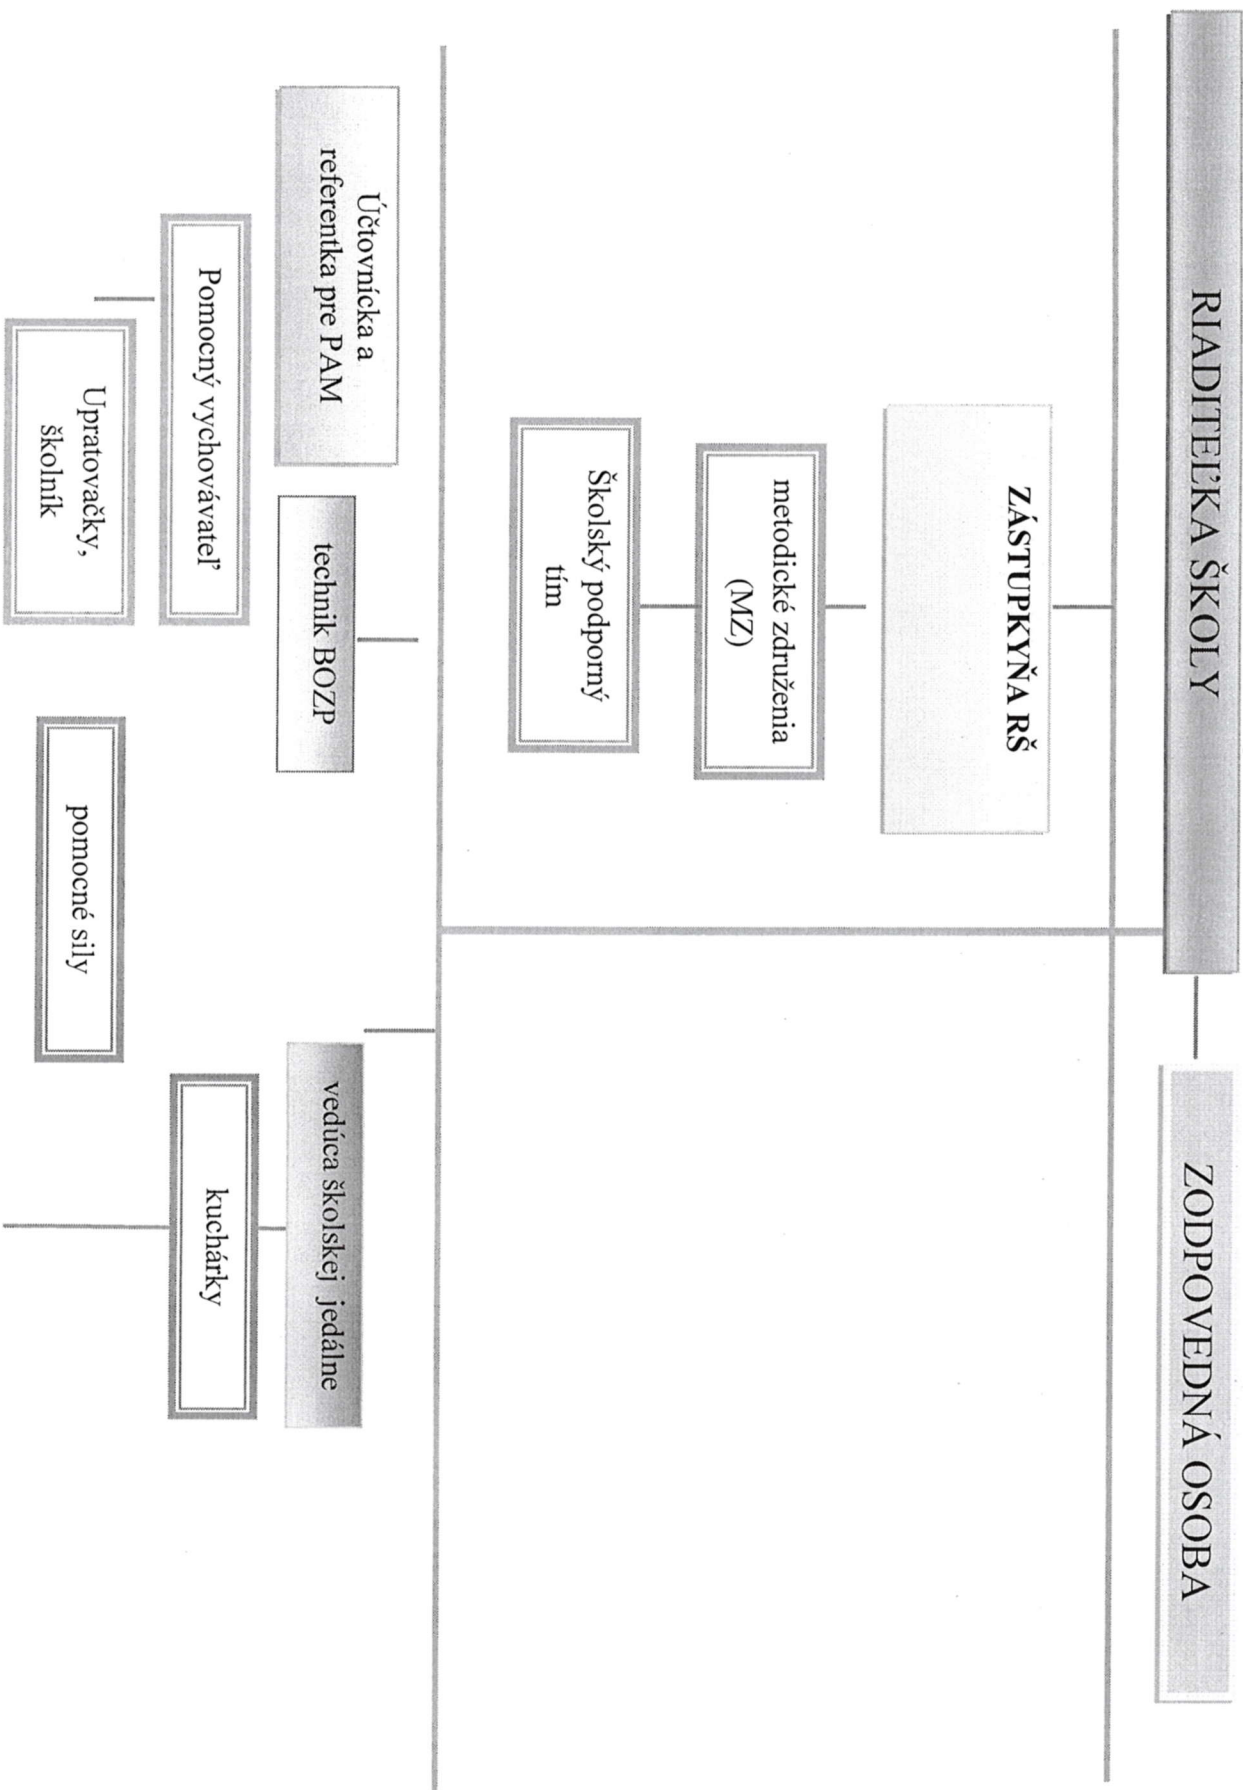 RIADITEĽKA ŠKOLY
ZODPOVEDNÁ OSOBA
ZÁSTUPKYŇA RŠ
metodické združenia
(MZ)
Školský podporný
tím
Účtovnícka a
referentka pre PAM
technik BOZP
vedúca školskej jedálne
Pomocný vychovávateľ
kuchárky
Upratovačky,
školník
pomocné sily